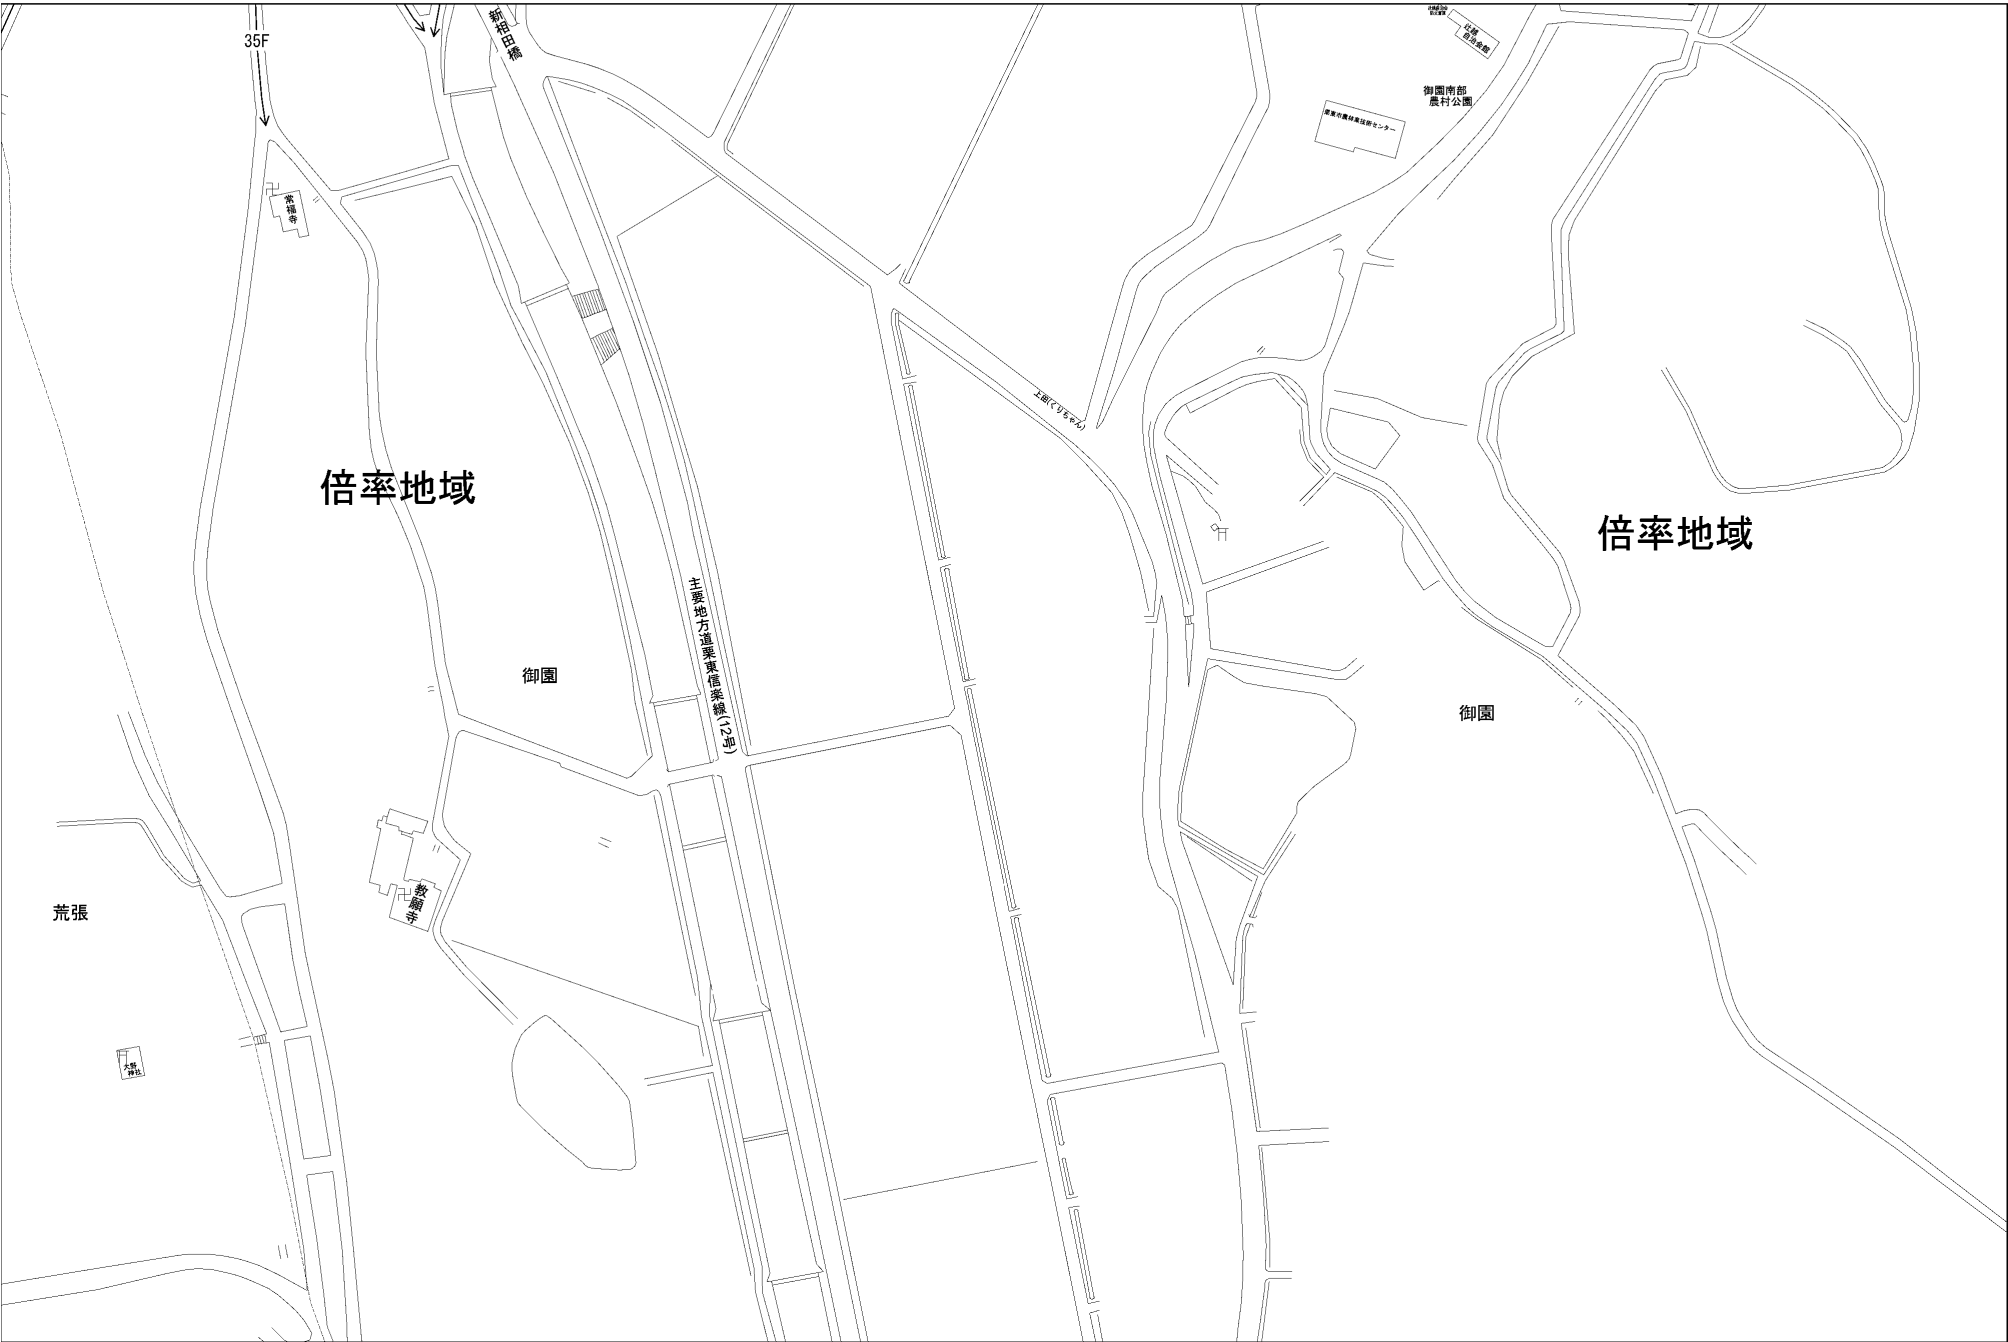 35F
新相田橋
辻越
自治会館
御園南部
農村公園
栗東市農林業技術センター
常福寺
上田(くりちゃん)
倍率地域
倍率地域
主要地方道栗東信楽線(12号)
御園
御園
教願寺
荒張
大野
神社